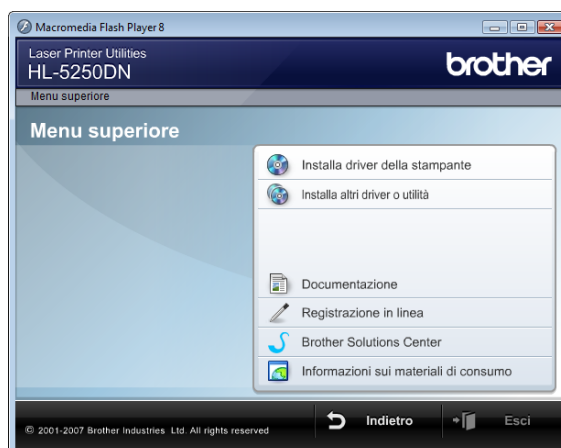 Macromedia Flash Player 8
Laser Printer Utilities
HL-5250DN
brother
Menu superiore
Menu superiore
Installa driver della stampante
Installa altri driver o utilità
Documentazione
Registrazione in linea
Brother Solutions Center
Informazioni sui materiali di consumo
© 2001-2007 Brother Industries Ltd. All rights reserved
Indietro
Esci